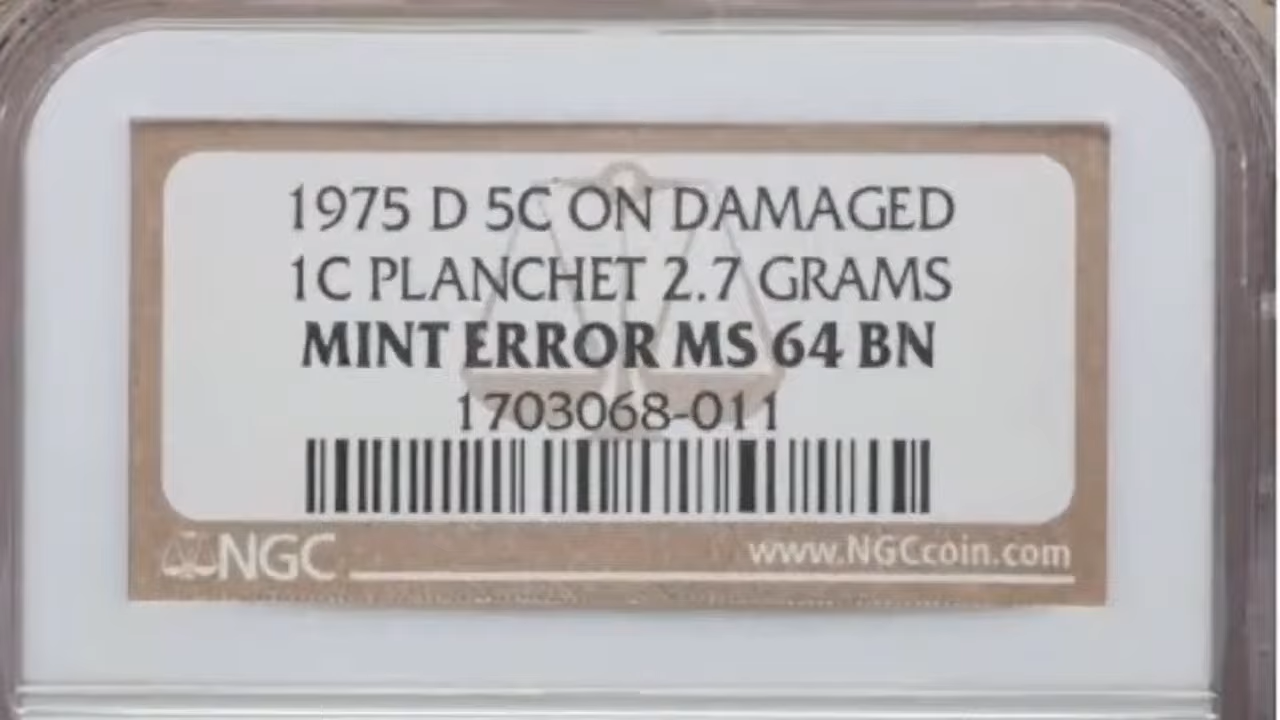 1975 D 5C ON DAMAGED
1C PLANCHET 2.7 GRAMS
MINT ERROR MS 64 BN
1703068-011
NGC www.NGCcoin.com